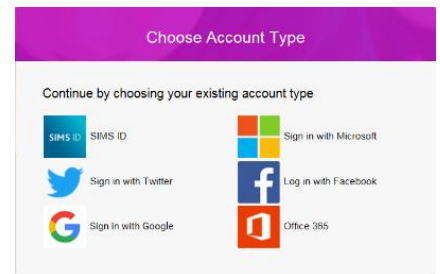 Choose Account Type
Continue by choosing your existing account type
SIMS ID SIMS ID
Sign in with Microsoft
Sign in with Twitter
Log in with Facebook
Sign in with Google
Office 365